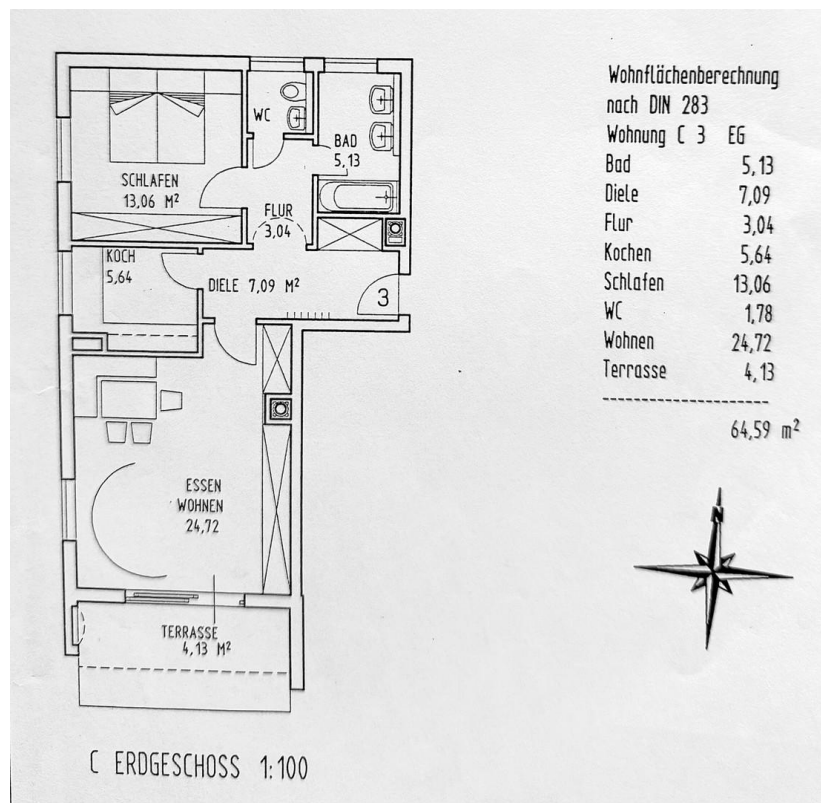 WC
BAD
5,13
SCHLAFEN
13,06 M²
FLUR
3,04
KOCH
5,64
DIELE 7,09 M²
3
ESSEN
WOHNEN
24,72
TERRASSE
4,13 M²
C ERDGESCHOSS 1:100
Wohnflächenberechnung
nach DIN 283
Wohnung C 3 EG
Bad 5,13
Diele 7,09
Flur 3,04
Kochen 5,64
Schlafen 13,06
WC 1,78
Wohnen 24,72
Terrasse 4,13
64,59 m²
N